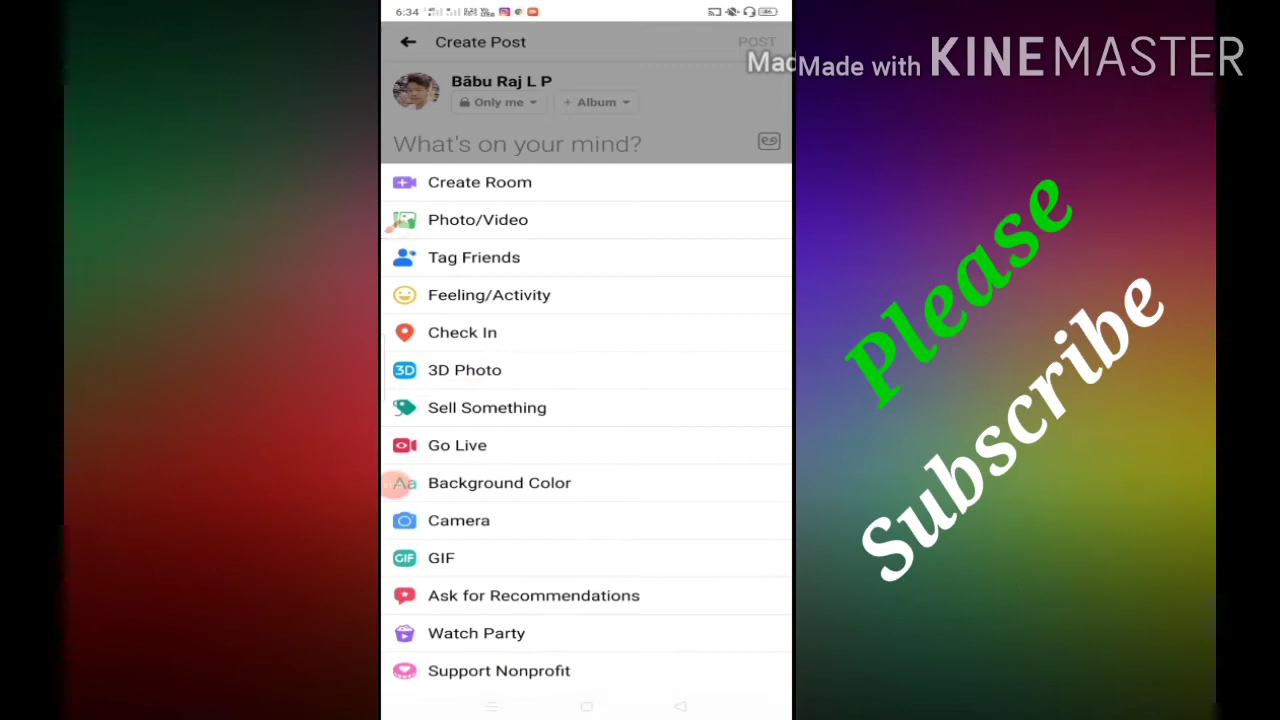 6:34
Create Post
POST
Mad
Made with KINEMASTER
Bābu Raj L P
Only me
+ Album
What's on your mind?
Create Room
Photo/Video
Tag Friends
Feeling/Activity
Check In
3D 3D Photo
Sell Something
Go Live
Aa Background Color
Camera
GIF GIF
Ask for Recommendations
Watch Party
Support Nonprofit
Please
Subscribe